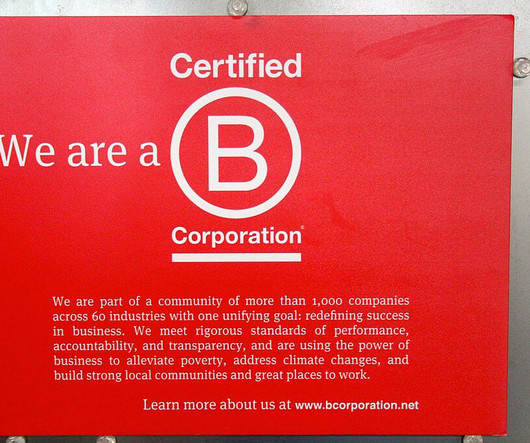 Certified
We are a B
Corporation®
We are part of a community of more than 1,000 companies
across 60 industries with one unifying goal: redefining success
in business. We meet rigorous standards of performance,
accountability, and transparency, and are using the power of
business to alleviate poverty, address climate changes, and
build strong local communities and great places to work.
Learn more about us at www.bcorporation.net